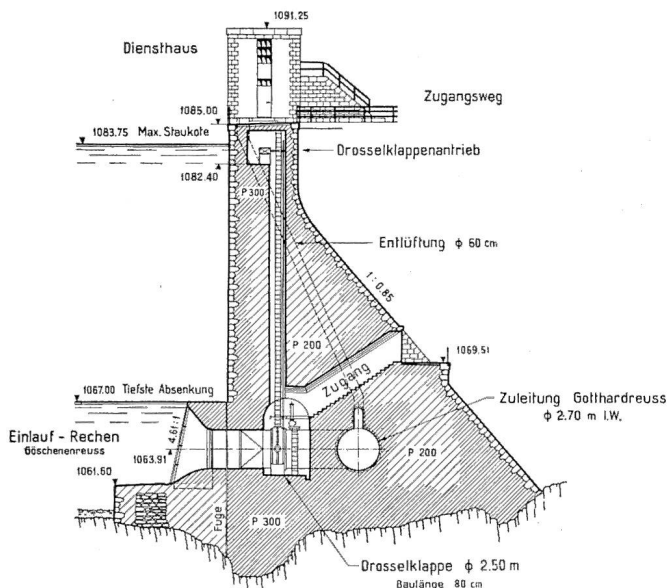 1091.25
Diensthaus
Zugangsweg
1085.00
1083.75 Max. Staukote
Drosselklappenantrieb
1082.40
P 300
Entlüftung ϕ 60 cm
1:0.85
P 200
1069.51
Zugang
1067.00 Tiefste Absenkung
Zuleitung Gotthardreuss
ϕ 2.70 m l.W.
4.61:1
Einlauf - Rechen
Göschenenreuss
1063.91
P 200
1061.60
Fuge
P 300
Drosselklappe ϕ 2.50 m
Baulänge 80 cm